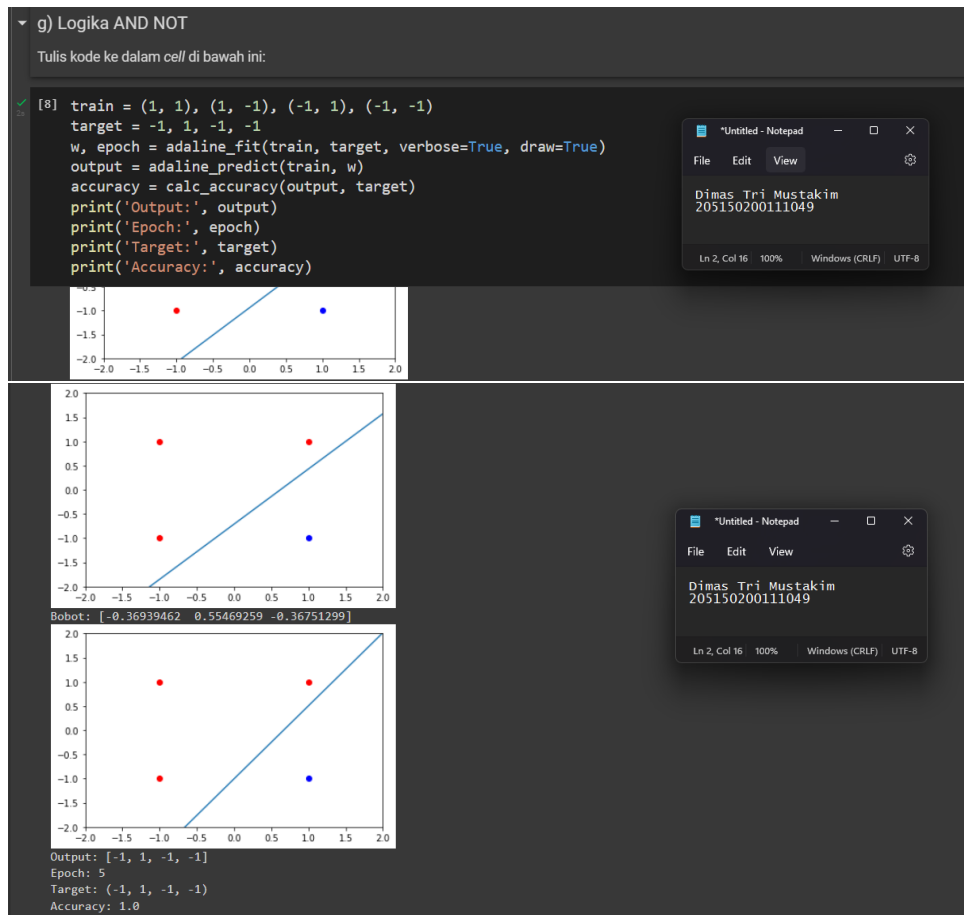 g) Logika AND NOT
Tulis kode ke dalam cell di bawah ini:
[8]
2s
train = (1, 1), (1, -1), (-1, 1), (-1, -1)
target = -1, 1, -1, -1
w, epoch = adaline_fit(train, target, verbose=True, draw=True)
output = adaline_predict(train, w)
accuracy = calc_accuracy(output, target)
print('Output:', output)
print('Epoch:', epoch)
print('Target:', target)
print('Accuracy:', accuracy)
*Untitled - Notepad
File Edit View
Dimas Tri Mustakim
205150200111049
Ln 2, Col 16 100% Windows (CRLF) UTF-8
−0.5
−1.0
−1.5
−2.0
−2.0 −1.5 −1.0 −0.5 0.0 0.5 1.0 1.5 2.0
2.0
1.5
1.0
0.5
0.0
−0.5
−1.0
−1.5
−2.0
−2.0 −1.5 −1.0 −0.5 0.0 0.5 1.0 1.5 2.0
*Untitled - Notepad
File Edit View
Dimas Tri Mustakim
205150200111049
Ln 2, Col 16 100% Windows (CRLF) UTF-8
Bobot: [-0.36939462 0.55469259 -0.36751299]
2.0
1.5
1.0
0.5
0.0
−0.5
−1.0
−1.5
−2.0
−2.0 −1.5 −1.0 −0.5 0.0 0.5 1.0 1.5 2.0
Output: [-1, 1, -1, -1]
Epoch: 5
Target: (-1, 1, -1, -1)
Accuracy: 1.0